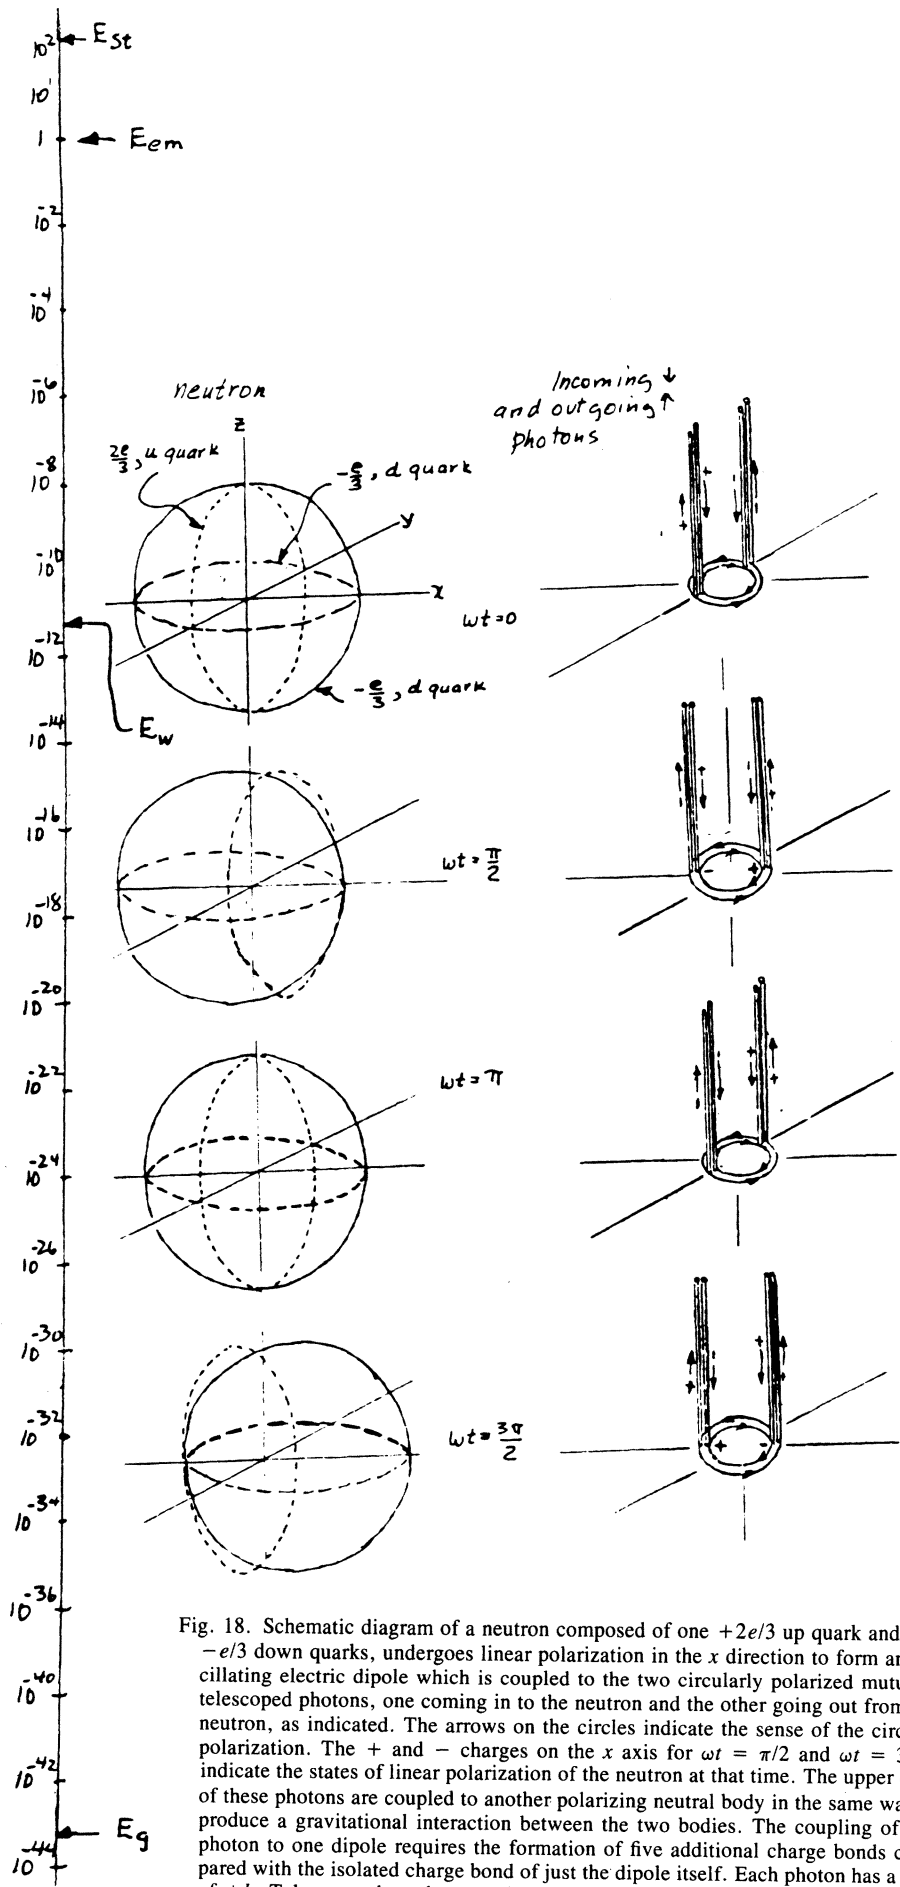 10² ← E_st
10¹
1 ← E_em
10⁻²
10⁻⁴
10⁻⁶
10⁻⁸
10⁻¹⁰
10⁻¹²
E_w
10⁻¹⁴
10⁻¹⁶
10⁻¹⁸
10⁻²⁰
10⁻²²
10⁻²⁴
10⁻²⁶
10⁻³⁰
10⁻³²
10⁻³⁴
10⁻³⁶
10⁻⁴⁰
10⁻⁴²
E_g
10⁻⁴⁴
neutron
z
2e/3, u quark
-e/3, d quark
y
x
-e/3, d quark
Incoming ↓
and outgoing ↑
photons
ωt=0
ωt=π/2
- +
ωt=π
ωt=3π/2
+ -
Fig. 18. Schematic diagram of a neutron composed of one +2e/3 up quark and
−e/3 down quarks, undergoes linear polarization in the x direction to form a
cillating electric dipole which is coupled to the two circularly polarized mutu
telescoped photons, one coming in to the neutron and the other going out from
neutron, as indicated. The arrows on the circles indicate the sense of the circ
polarization. The + and − charges on the x axis for ωt = π/2 and ωt = 3
indicate the states of linear polarization of the neutron at that time. The upper
of these photons are coupled to another polarizing neutral body in the same wa
produce a gravitational interaction between the two bodies. The coupling of
photon to one dipole requires the formation of five additional charge bonds c
pared with the isolated charge bond of just the dipole itself. Each photon has a